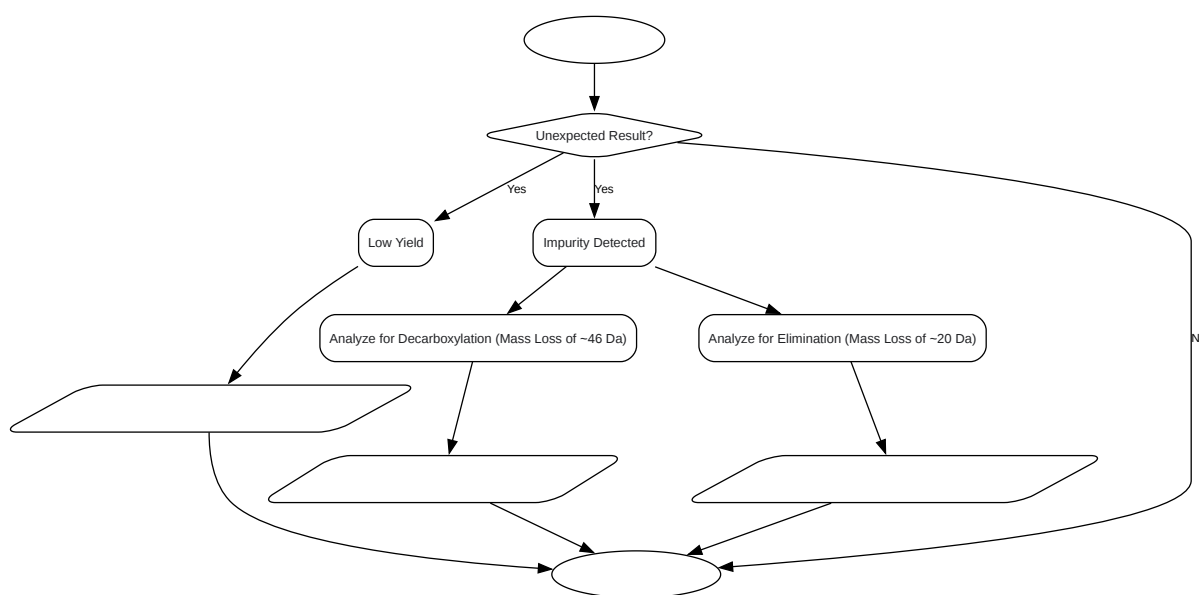 Unexpected Result?
Yes
Yes
Low Yield
Impurity Detected
Analyze for Decarboxylation (Mass Loss of ~46 Da)
Analyze for Elimination (Mass Loss of ~20 Da)
N